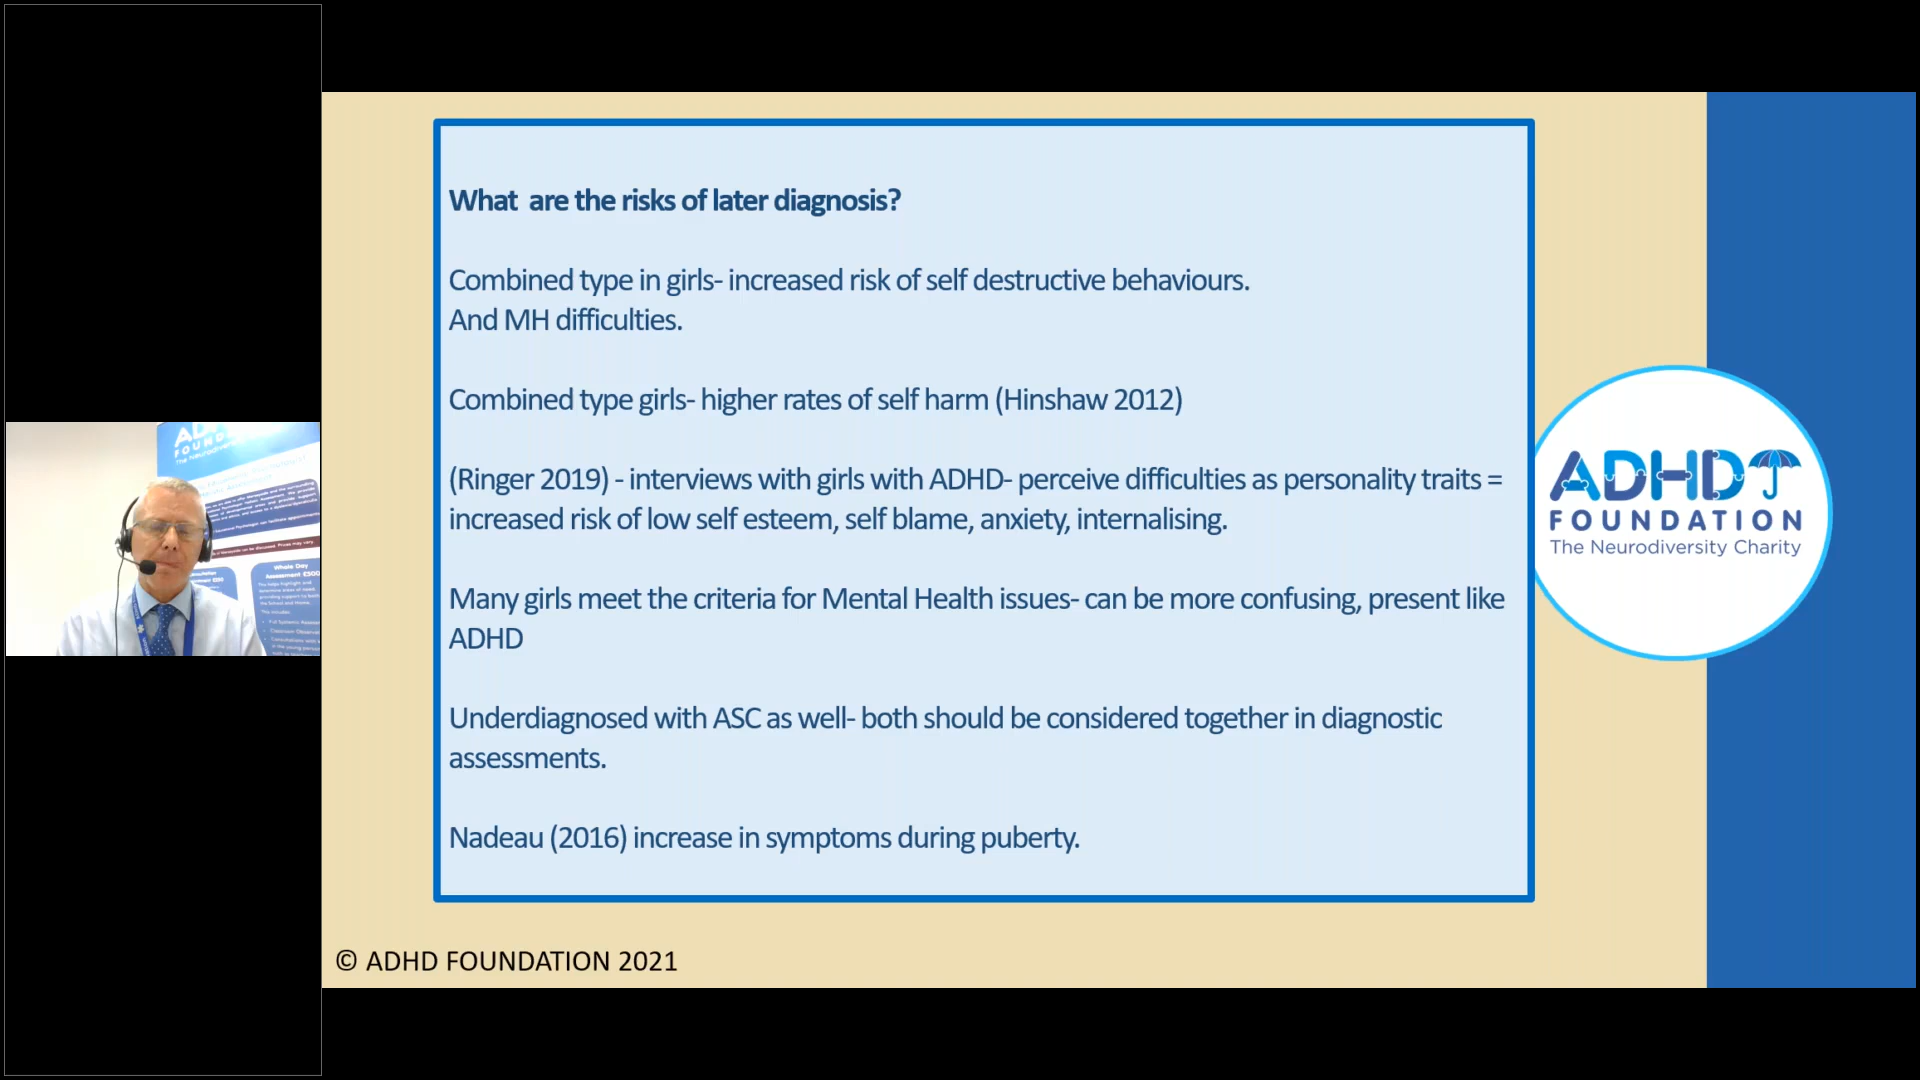 What are the risks of later diagnosis?
Combined type in girls- increased risk of self destructive behaviours.
And MH difficulties.
Combined type girls- higher rates of self harm (Hinshaw 2012)
(Ringer 2019) - interviews with girls with ADHD- perceive difficulties as personality traits =
increased risk of low self esteem, self blame, anxiety, internalising.
Many girls meet the criteria for Mental Health issues- can be more confusing, present like
ADHD
Underdiagnosed with ASC as well- both should be considered together in diagnostic
assessments.
Nadeau (2016) increase in symptoms during puberty.
© ADHD FOUNDATION 2021
ADHD
FOUNDATION
The Neurodiversity Charity
Whole Day
Assessment £500